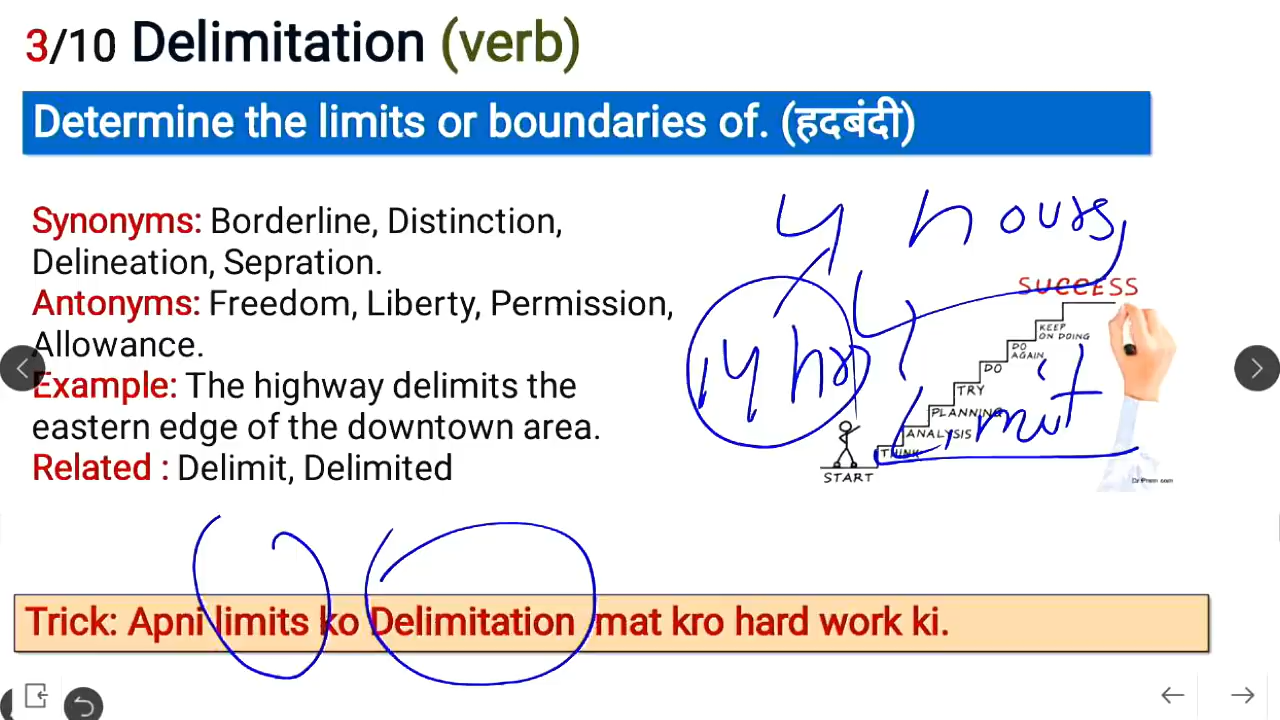 3/10 Delimitation (verb)
Determine the limits or boundaries of. (हदबंदी)
Synonyms: Borderline, Distinction,
Delineation, Sepration.
Antonyms: Freedom, Liberty, Permission,
Allowance.
Example: The highway delimits the
eastern edge of the downtown area.
Related : Delimit, Delimited
4 hours
14 hrs
Limit
SUCCESS
KEEP
ON DOING
DO
AGAIN
DO
TRY
PLANNING
ANALYSIS
THINK
START
Trick: Apni limits ko Delimitation mat kro hard work ki.